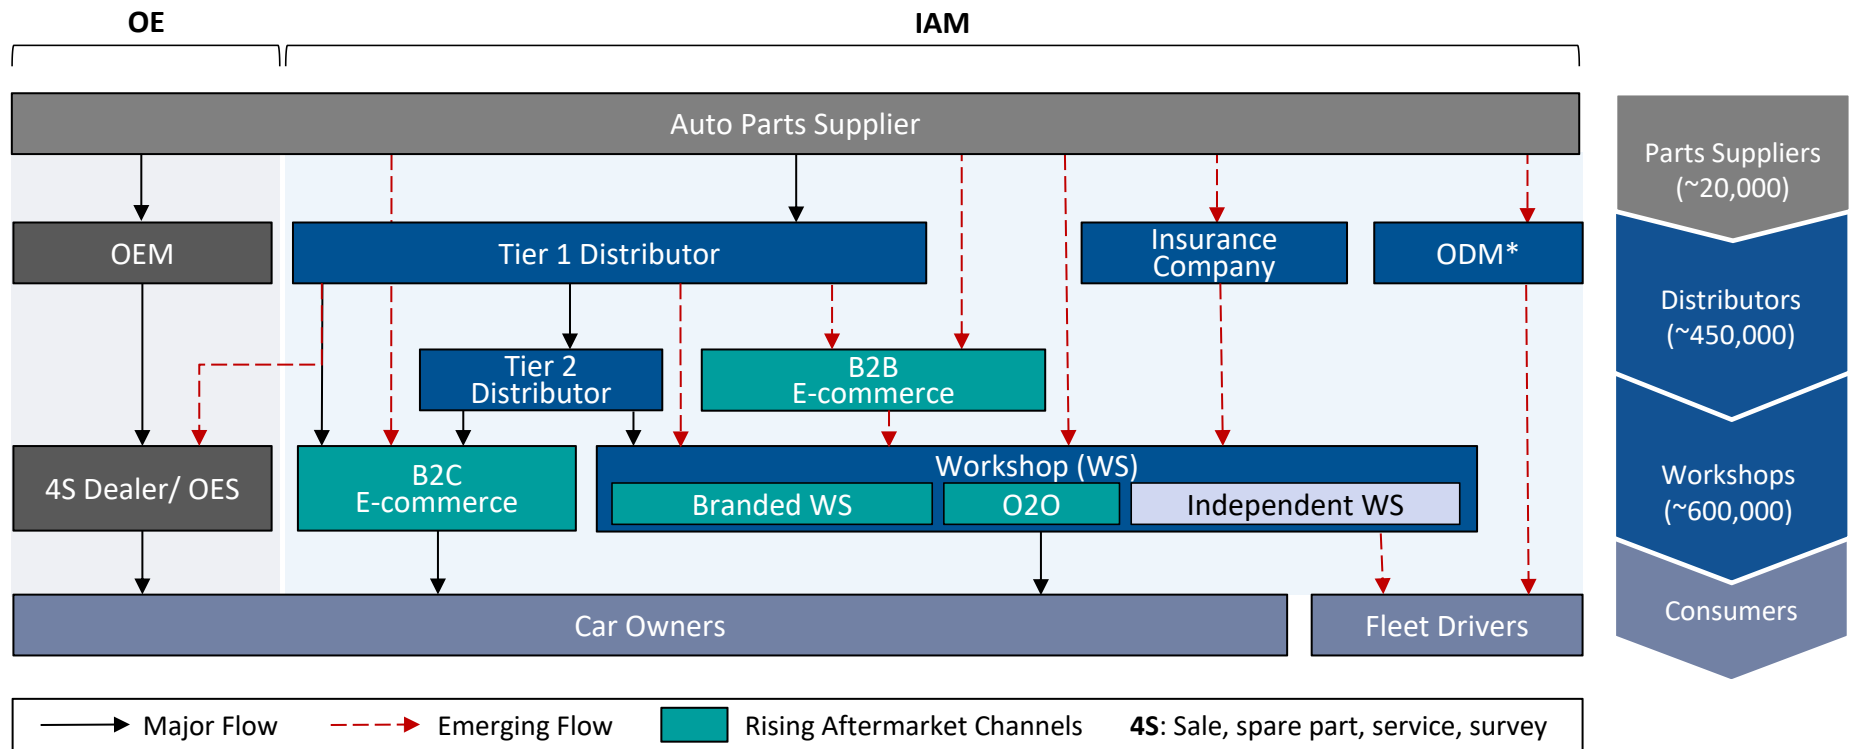 OE
IAM
Auto Parts Supplier
Parts Suppliers
(~20,000)
OEM
Tier 1 Distributor
Insurance
Company
ODM*
Distributors
(~450,000)
Tier 2
Distributor
B2B
E-commerce
4S Dealer/ OES
B2C
E-commerce
Workshop (WS)
Branded WS
O2O
Independent WS
Workshops
(~600,000)
Car Owners
Fleet Drivers
Consumers
Major Flow
Emerging Flow
Rising Aftermarket Channels
4S: Sale, spare part, service, survey